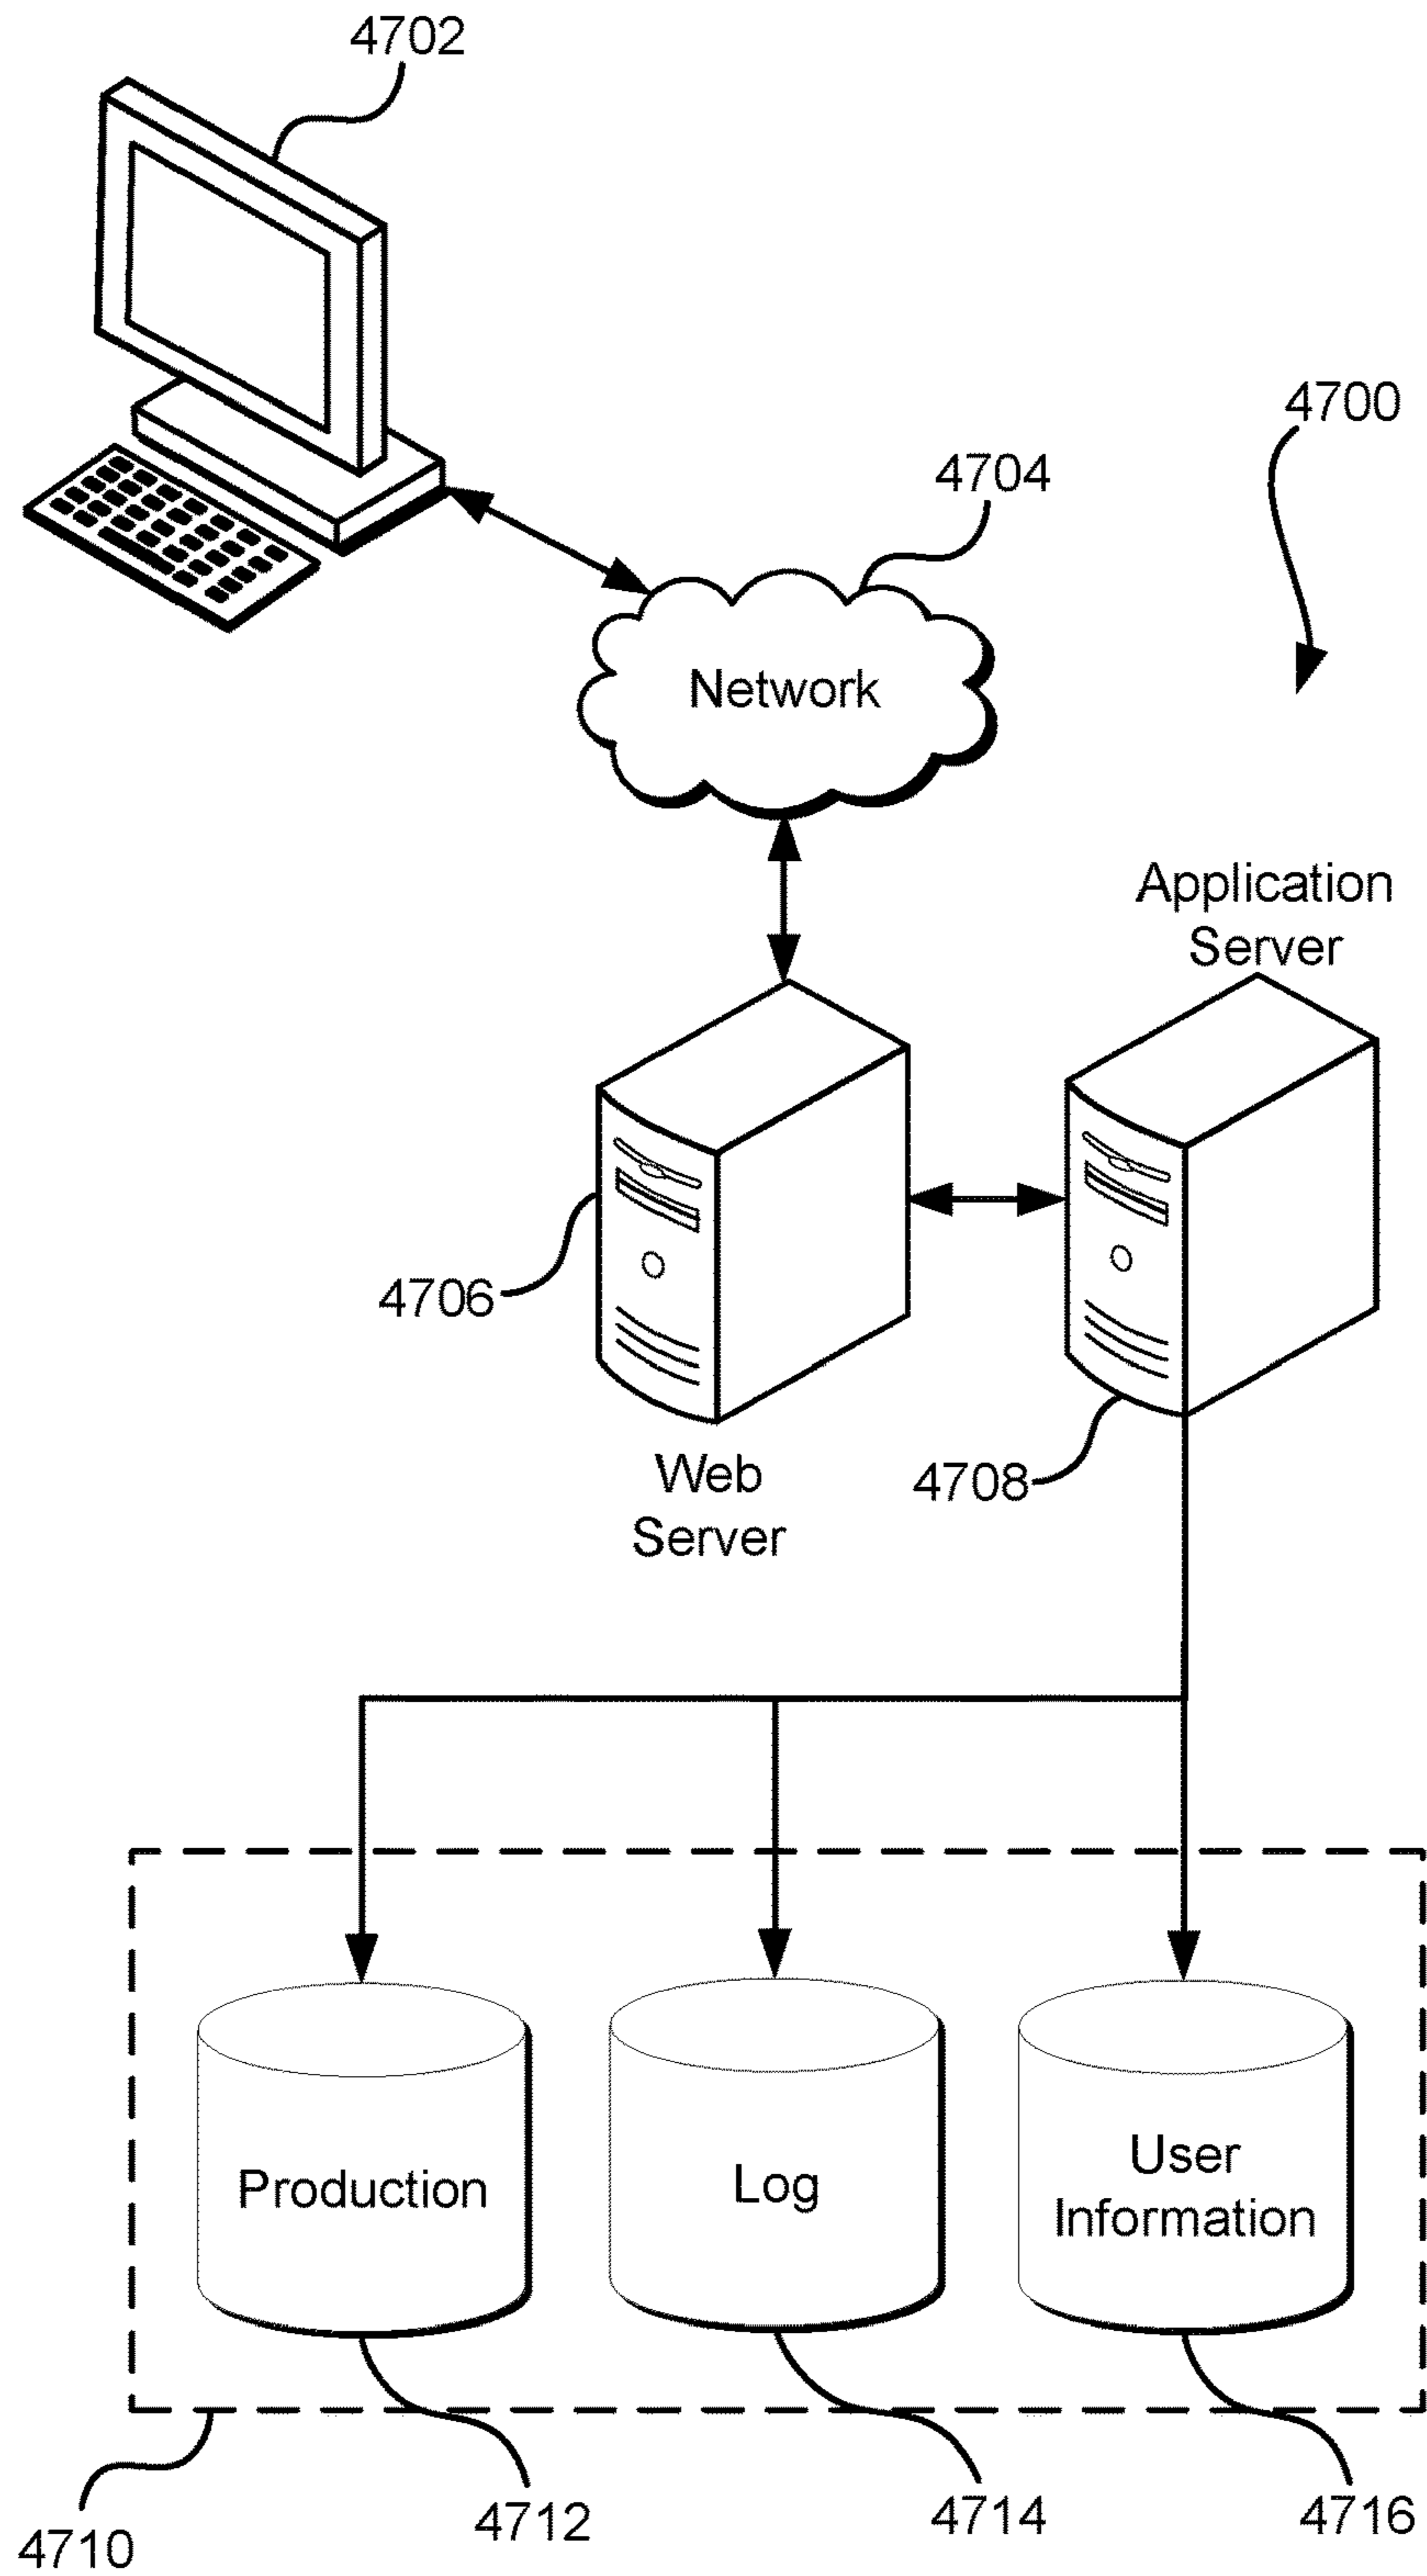 4702
4700
4704
Network
Application
Server
4706
Web
Server
4708
Production
Log
User
Information
4710
4712
4714
4716